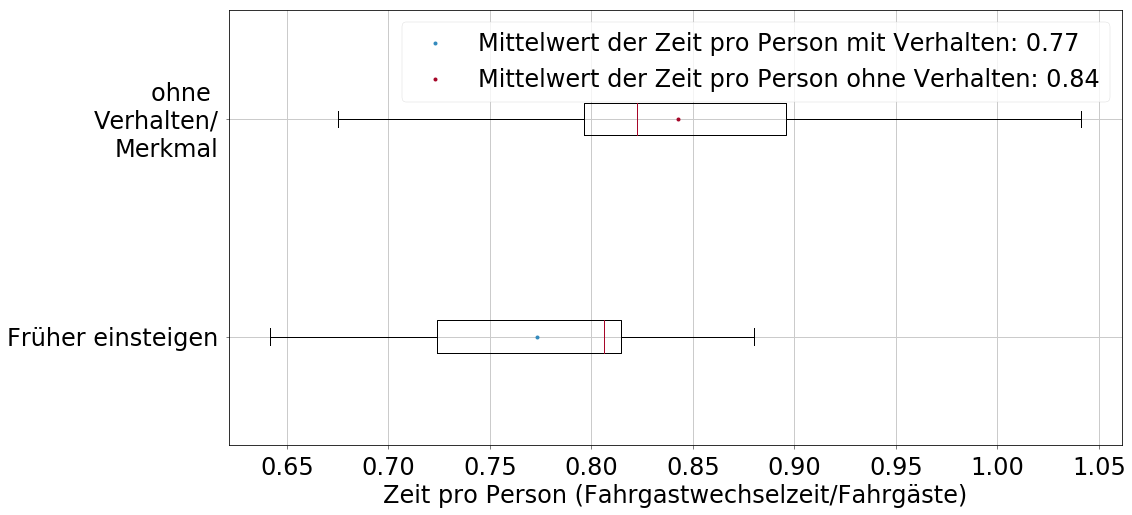 Mittelwert der Zeit pro Person mit Verhalten: 0.77
Mittelwert der Zeit pro Person ohne Verhalten: 0.84
ohne
Verhalten/
Merkmal
Früher einsteigen
0.65 0.70 0.75 0.80 0.85 0.90 0.95 1.00 1.05
Zeit pro Person (Fahrgastwechselzeit/Fahrgäste)